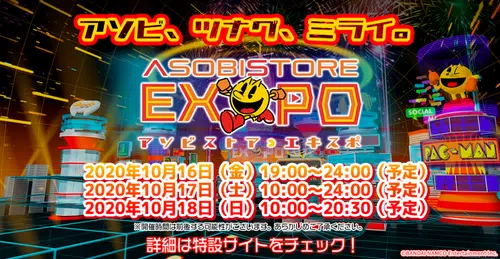 アソビ、ツナグ、ミライ。
ASOBISTORE
EXPO
アソビストア エキスポ
SOCIAL
PAC-MAN
2020年10月16日（金）19:00～24:00（予定）
2020年10月17日（土）10:00～24:00（予定）
2020年10月18日（日）10:00～20:30（予定）
※開催時間は前後する可能性がございます。あらかじめご了承ください。
詳細は特設サイトをチェック！
©BANDAI NAMCO Entertainment Inc.